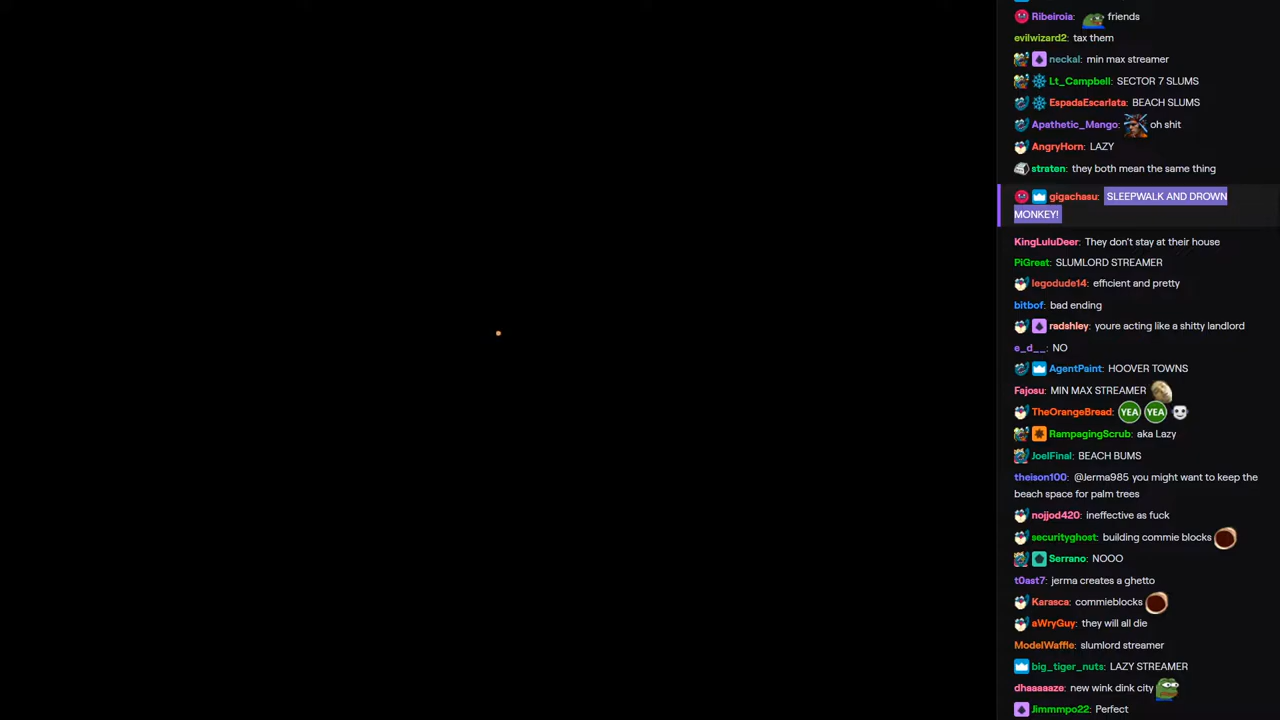 Ribeiroia: friends
evilwizard2: tax them
neckal: min max streamer
Lt_Campbell: SECTOR 7 SLUMS
EspadaEscarlata: BEACH SLUMS
Apathetic_Mango: oh shit
AngryHorn: LAZY
straten: they both mean the same thing
gigachasu: SLEEPWALK AND DROWN
MONKEY!
KingLuluDeer: They don't stay at their house
PiGreet: SLUMLORD STREAMER
legodude14: efficient and pretty
bitbof: bad ending
radshley: youre acting like a shitty landlord
e_d__: NO
AgentPaint: HOOVER TOWNS
Fajosu: MIN MAX STREAMER
TheOrangeBread: YEA YEA
RampagingScrub: aka Lazy
JoelFinal: BEACH BUMS
theison100: @Jerma985 you might want to keep the
beach space for palm trees
nojjod420: ineffective as fuck
securityghost: building commie blocks
Serrano: NOOO
t0ast7: jerma creates a ghetto
Karasca: commieblocks
aWryGuy: they will all die
ModelWaffle: slumlord streamer
big_tiger_nuts: LAZY STREAMER
dhaaaaaze: new wink dink city
Jimmmpo22: Perfect